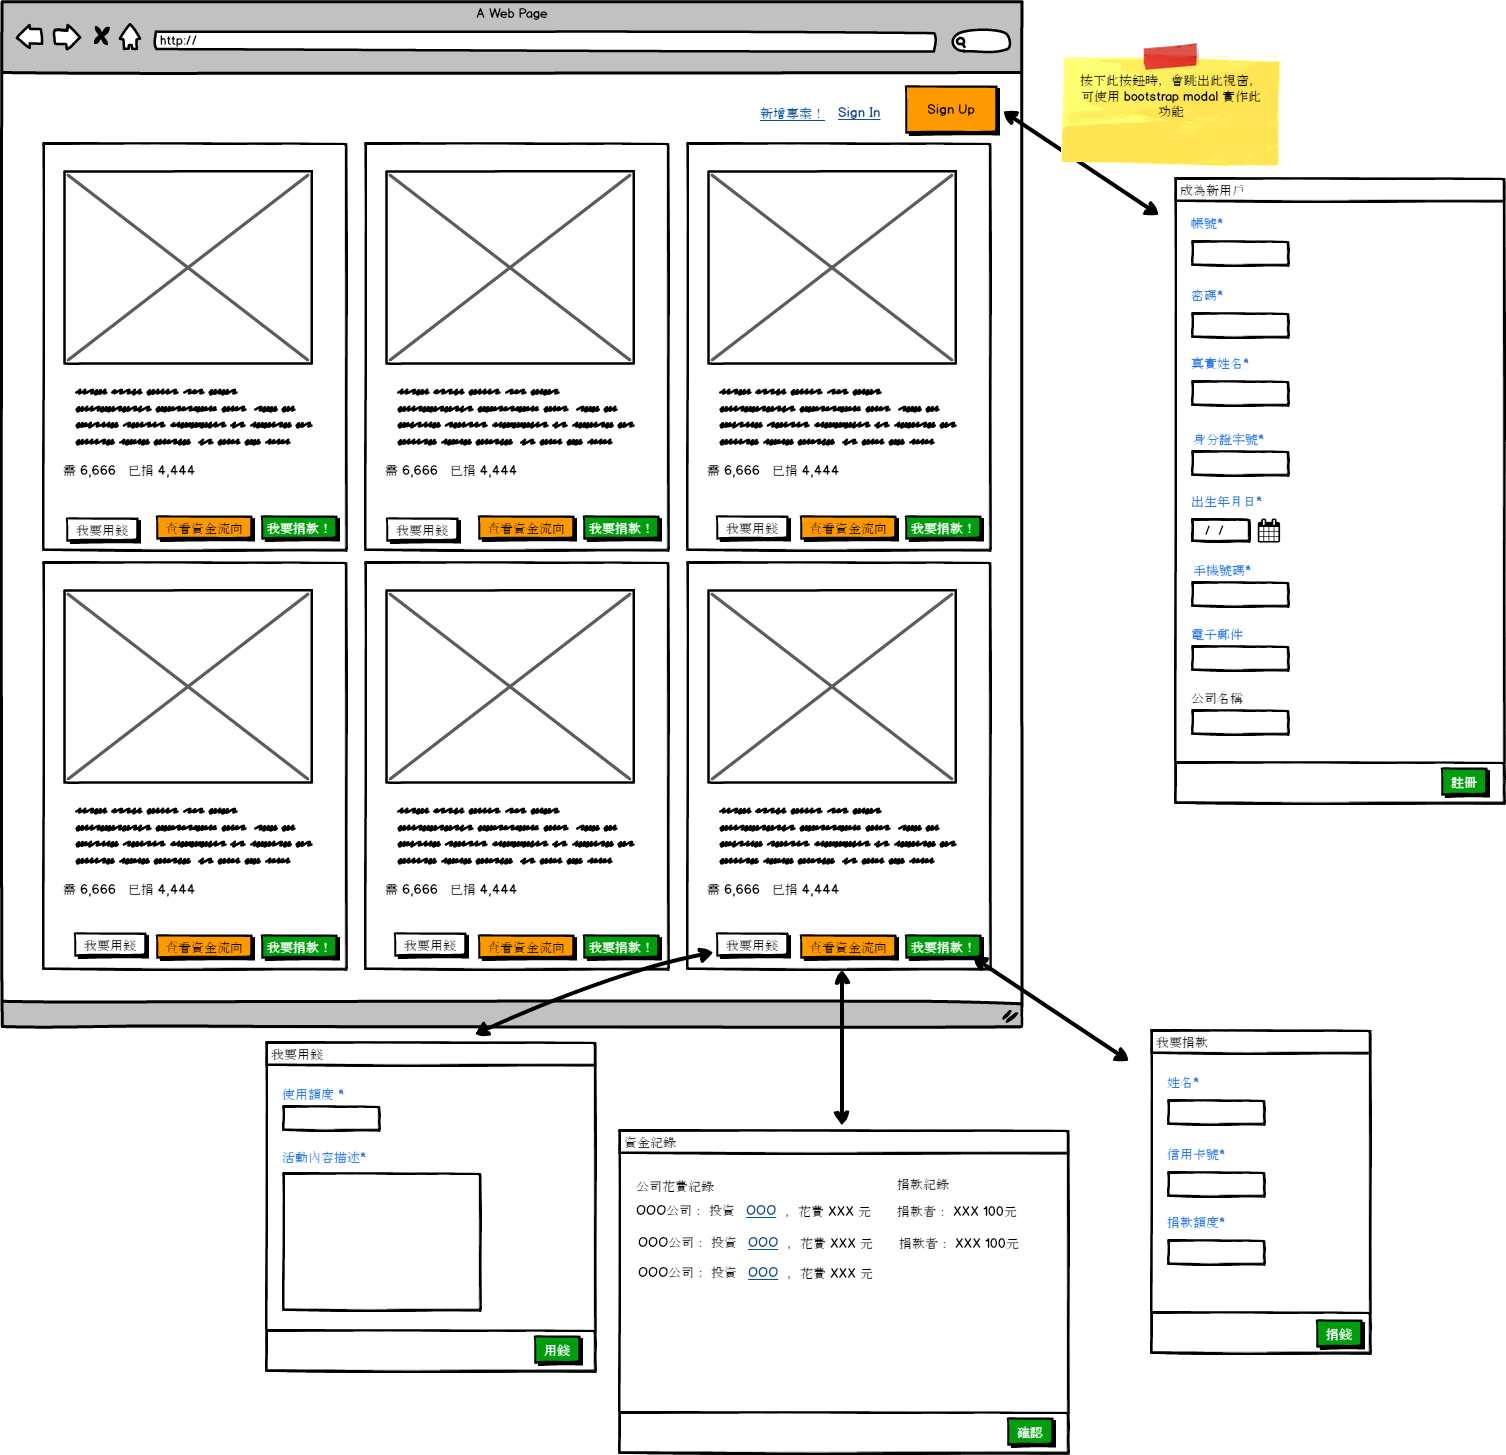 A Web Page
http://
新增專案！ Sign In Sign Up
按下此按鈕時，會跳出此視窗，
可使用 bootstrap modal 實作此
功能
需 6,666 已捐 4,444
我要用錢 查看資金流向 我要捐款！
需 6,666 已捐 4,444
我要用錢 查看資金流向 我要捐款！
需 6,666 已捐 4,444
我要用錢 查看資金流向 我要捐款！
需 6,666 已捐 4,444
我要用錢 查看資金流向 我要捐款！
需 6,666 已捐 4,444
我要用錢 查看資金流向 我要捐款！
需 6,666 已捐 4,444
我要用錢 查看資金流向 我要捐款！
成為新用戶
帳號*
密碼*
真實姓名*
身分證字號*
出生年月日*
/ /
手機號碼*
電子郵件
公司名稱
註冊
我要用錢
使用額度 *
活動內容描述*
用錢
資金紀錄
公司花費紀錄
OOO公司： 投資 OOO ，花費 XXX 元
OOO公司： 投資 OOO ，花費 XXX 元
OOO公司： 投資 OOO ，花費 XXX 元
捐款紀錄
捐款者： XXX 100元
捐款者： XXX 100元
確認
我要捐款
姓名*
信用卡號*
捐款額度*
捐錢